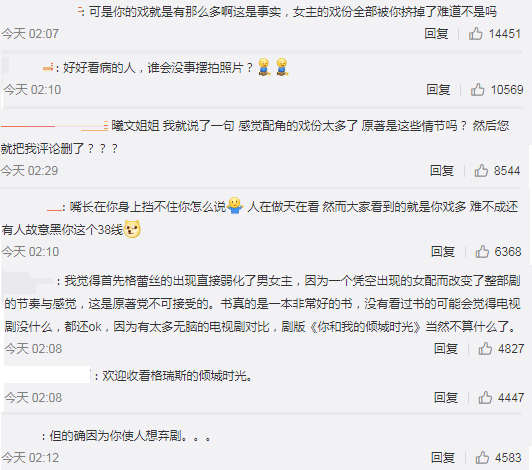 : 可是你的戏就是有那么多啊这是事实，女主的戏份全部被你挤掉了难道不是吗
今天 02:07 回复 14451
: 好好看病的人，谁会没事摆拍照片？
今天 02:10 回复 10569
曦文姐姐 我就说了一句 感觉配角的戏份太多了 原著是这些情节吗？ 然后您
就把我评论删了？？？
今天 02:29 回复 8544
: 嘴长在你身上挡不住你怎么说 人在做天在看 然而大家看到的就是你戏多 难不成还
有人故意黑你这个38线
今天 02:10 回复 6368
: 我觉得首先格蕾丝的出现直接弱化了男女主，因为一个凭空出现的女配而改变了整部剧
的节奏与感觉，这是原著党不可接受的。书真的是一本非常好的书，没有看过书的可能会觉得电视
剧没什么，都还ok，因为有太多无脑的电视剧对比，剧版《你和我的倾城时光》当然不算什么了。
今天 02:08 回复 4827
: 欢迎收看格瑞斯的倾城时光。
今天 02:08 回复 4447
: 但的确因为你使人想弃剧。。。
今天 02:12 回复 4583